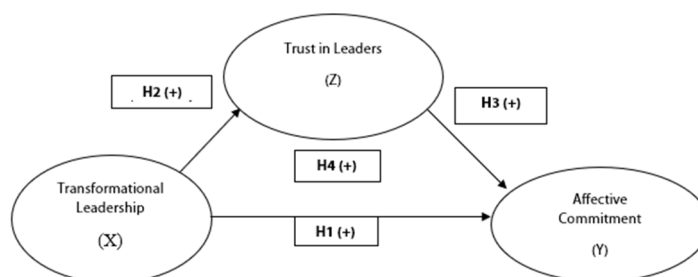 Trust in Leaders
(Z)
H2 (+)
H3 (+)
H4 (+)
Transformational
Leadership
(X)
Affective
Commitment
(Y)
H1 (+)